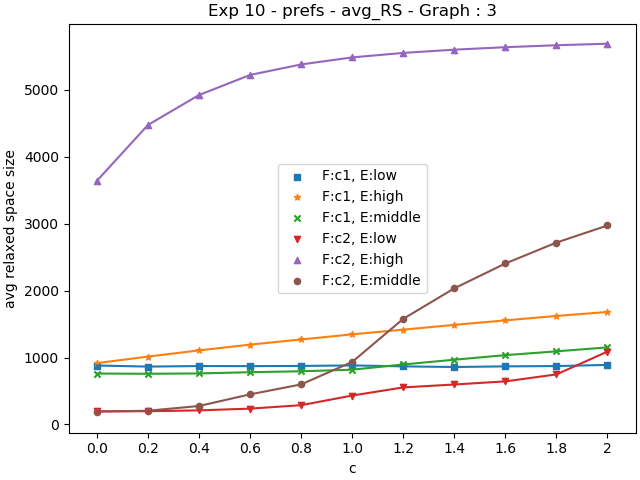 Exp 10 - prefs - avg_RS - Graph : 3
avg relaxed space size
5000
4000
3000
2000
1000
0
F:c1, E:low
F:c1, E:high
F:c1, E:middle
F:c2, E:low
F:c2, E:high
F:c2, E:middle
0.0 0.2 0.4 0.6 0.8 1.0 1.2 1.4 1.6 1.8 2
c